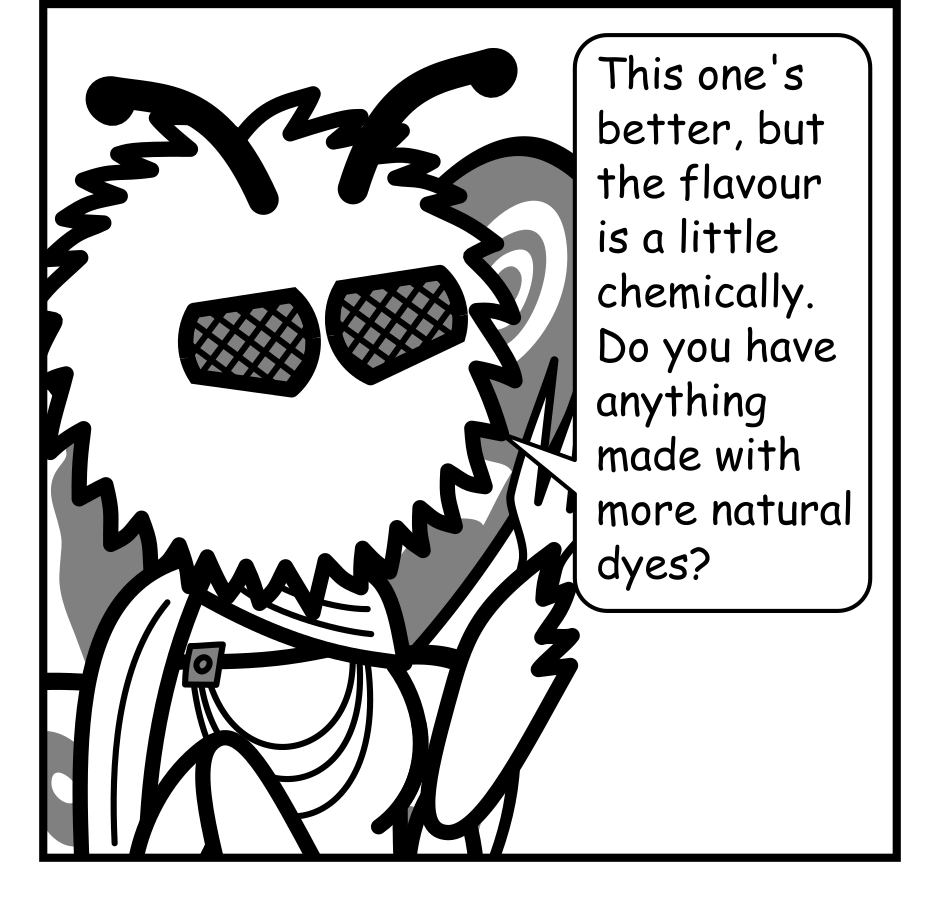 This one's
better, but
the flavour
is a little
chemically.
Do you have
anything
made with
more natural
dyes?